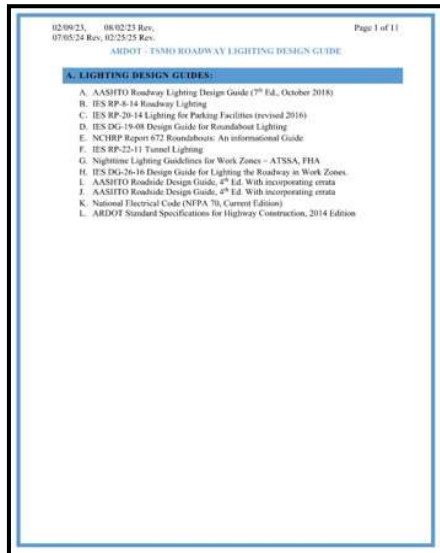 02/09/23, 08/02/23 Rev, Page 1 of 11
07/05/24 Rev, 02/25/25 Rev.
ARDOT - TSMO ROADWAY LIGHTING DESIGN GUIDE
A. LIGHTING DESIGN GUIDES:
A. AASHTO Roadway Lighting Design Guide (7th Ed., October 2018)
B. IES RP-8-14 Roadway Lighting
C. IES RP-20-14 Lighting for Parking Facilities (revised 2016)
D. IES DG-19-08 Design Guide for Roundabout Lighting
E. NCHRP Report 672 Roundabouts: An informational Guide
F. IES RP-22-11 Tunnel Lighting
G. Nighttime Lighting Guidelines for Work Zones – ATSSA, FHA
H. IES DG-26-16 Design Guide for Lighting the Roadway in Work Zones.
I. AASHTO Roadside Design Guide, 4th Ed. With incorporating errata
J. AASHTO Roadside Design Guide, 4th Ed. With incorporating errata
K. National Electrical Code (NFPA 70, Current Edition)
L. ARDOT Standard Specifications for Highway Construction, 2014 Edition